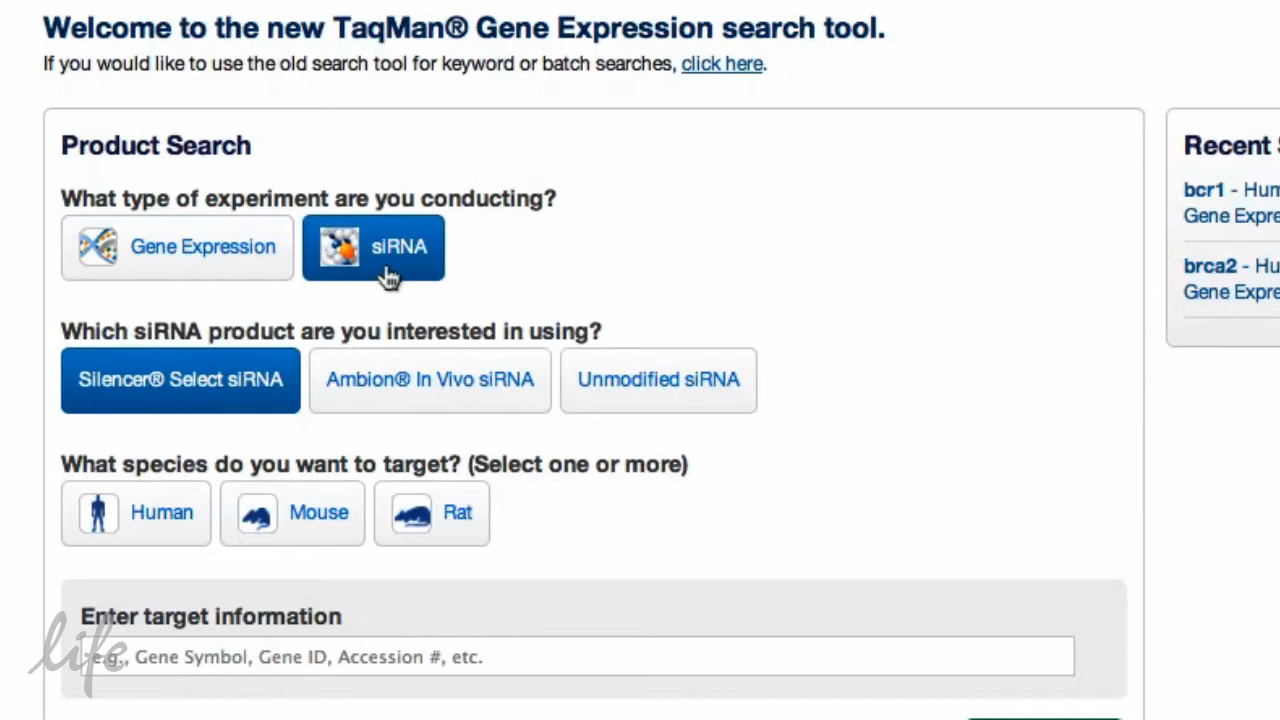 Welcome to the new TaqMan® Gene Expression search tool.
If you would like to use the old search tool for keyword or batch searches, click here.
Product Search
What type of experiment are you conducting?
Gene Expression
siRNA
Which siRNA product are you interested in using?
Silencer® Select siRNA
Ambion® In Vivo siRNA
Unmodified siRNA
What species do you want to target? (Select one or more)
Human
Mouse
Rat
Enter target information
e.g., Gene Symbol, Gene ID, Accession #, etc.
life
Recent S
bcr1 - Hum
Gene Expre
brca2 - Hu
Gene Expre